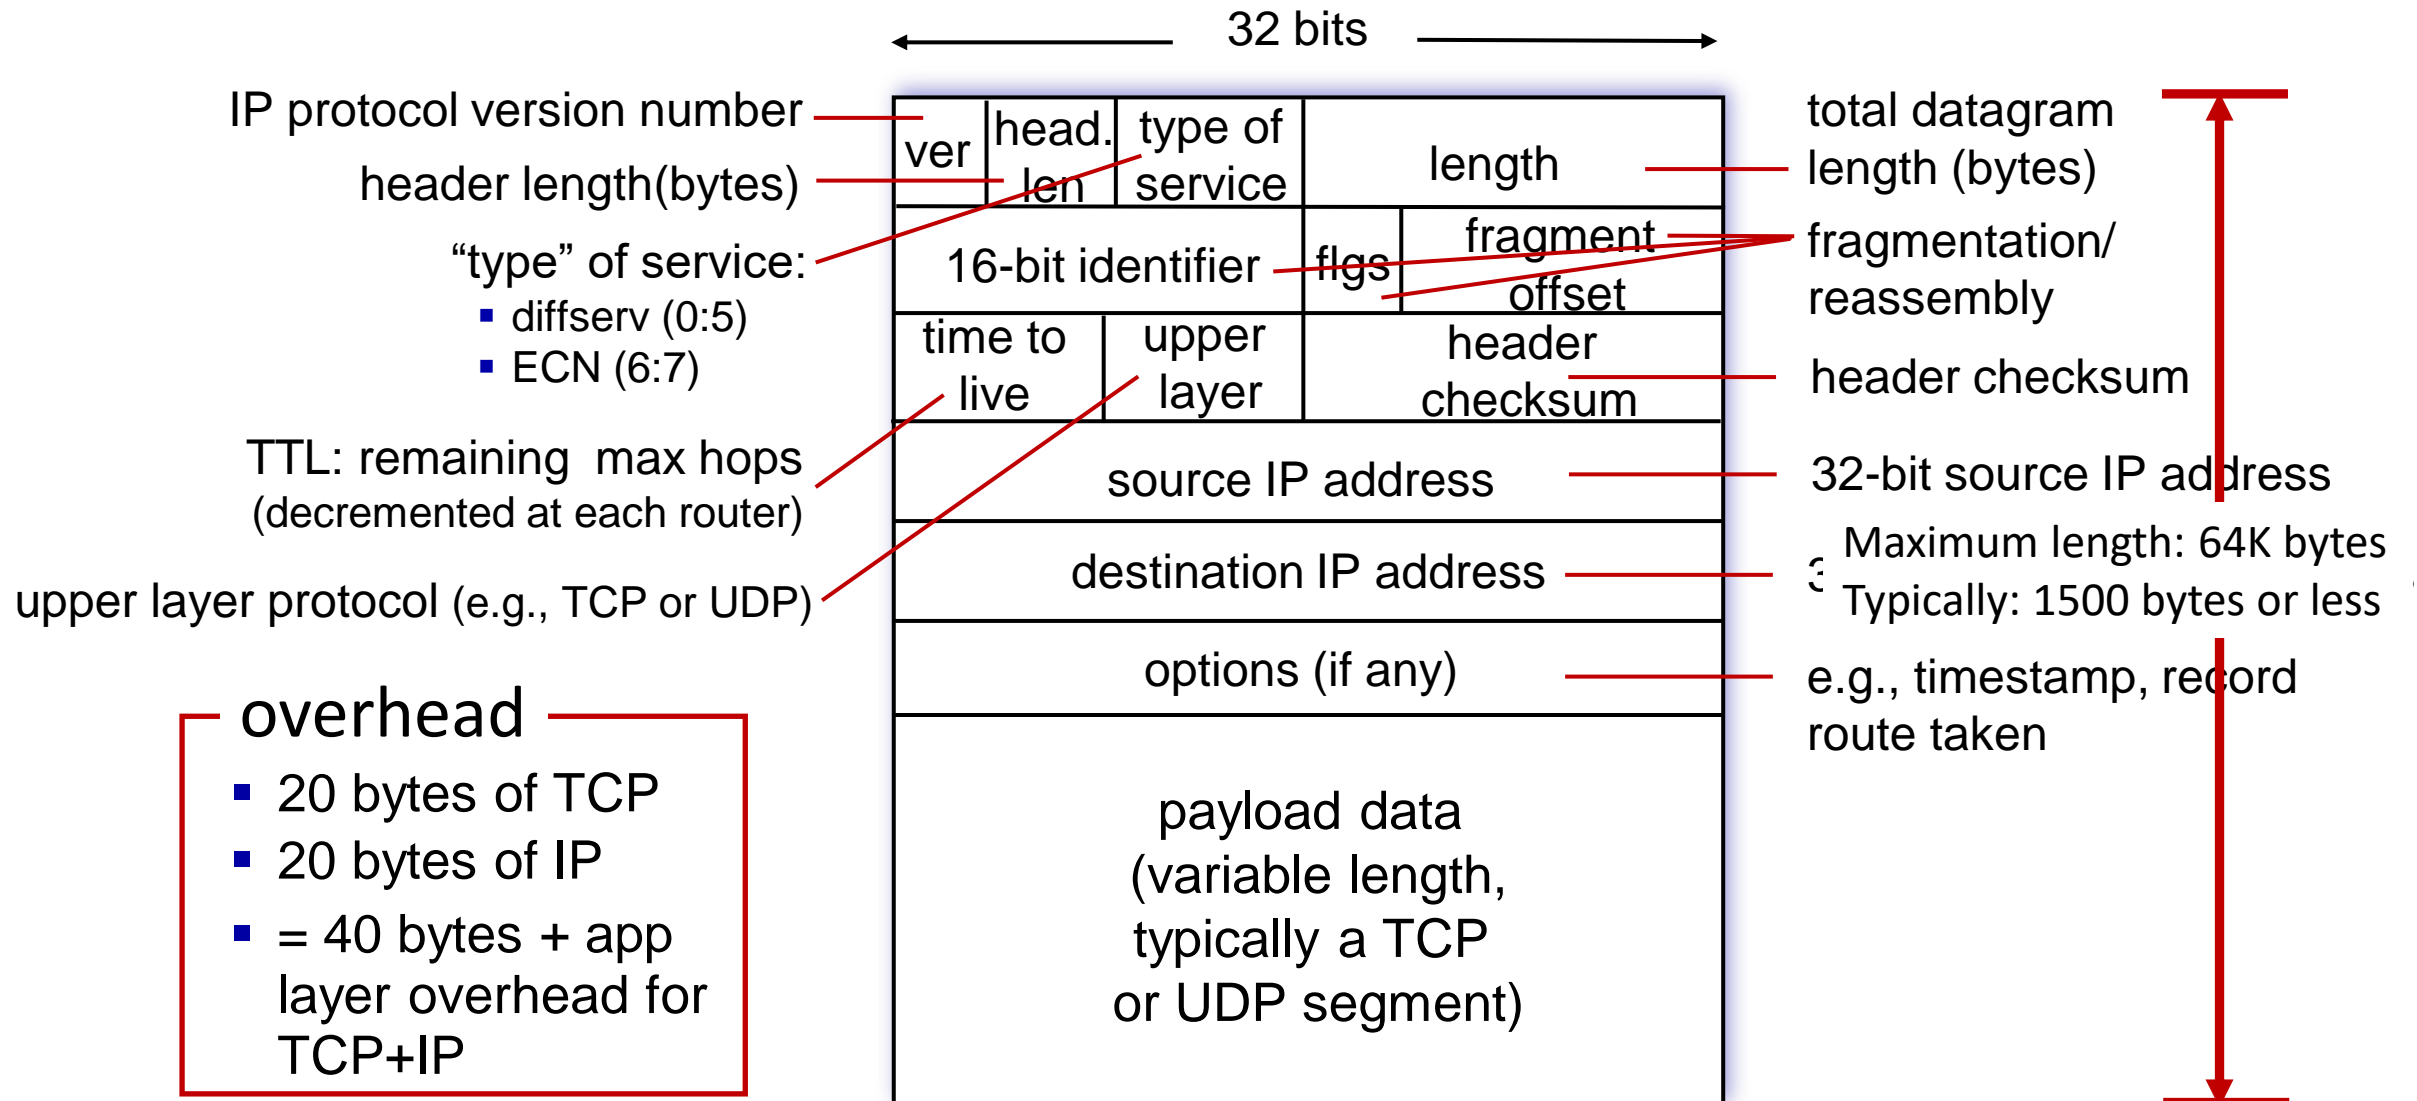 32 bits
IP protocol version number
header length(bytes)
“type” of service:
▪ diffserv (0:5)
▪ ECN (6:7)
TTL: remaining max hops
(decremented at each router)
upper layer protocol (e.g., TCP or UDP)
overhead
▪ 20 bytes of TCP
▪ 20 bytes of IP
▪ = 40 bytes + app
layer overhead for
TCP+IP
ver
head.
len
type of
service
length
16-bit identifier
flgs
fragment
offset
time to
live
upper
layer
header
checksum
source IP address
destination IP address
options (if any)
payload data
(variable length,
typically a TCP
or UDP segment)
total datagram
length (bytes)
fragmentation/
reassembly
header checksum
32-bit source IP address
Maximum length: 64K bytes
Typically: 1500 bytes or less
e.g., timestamp, record
route taken